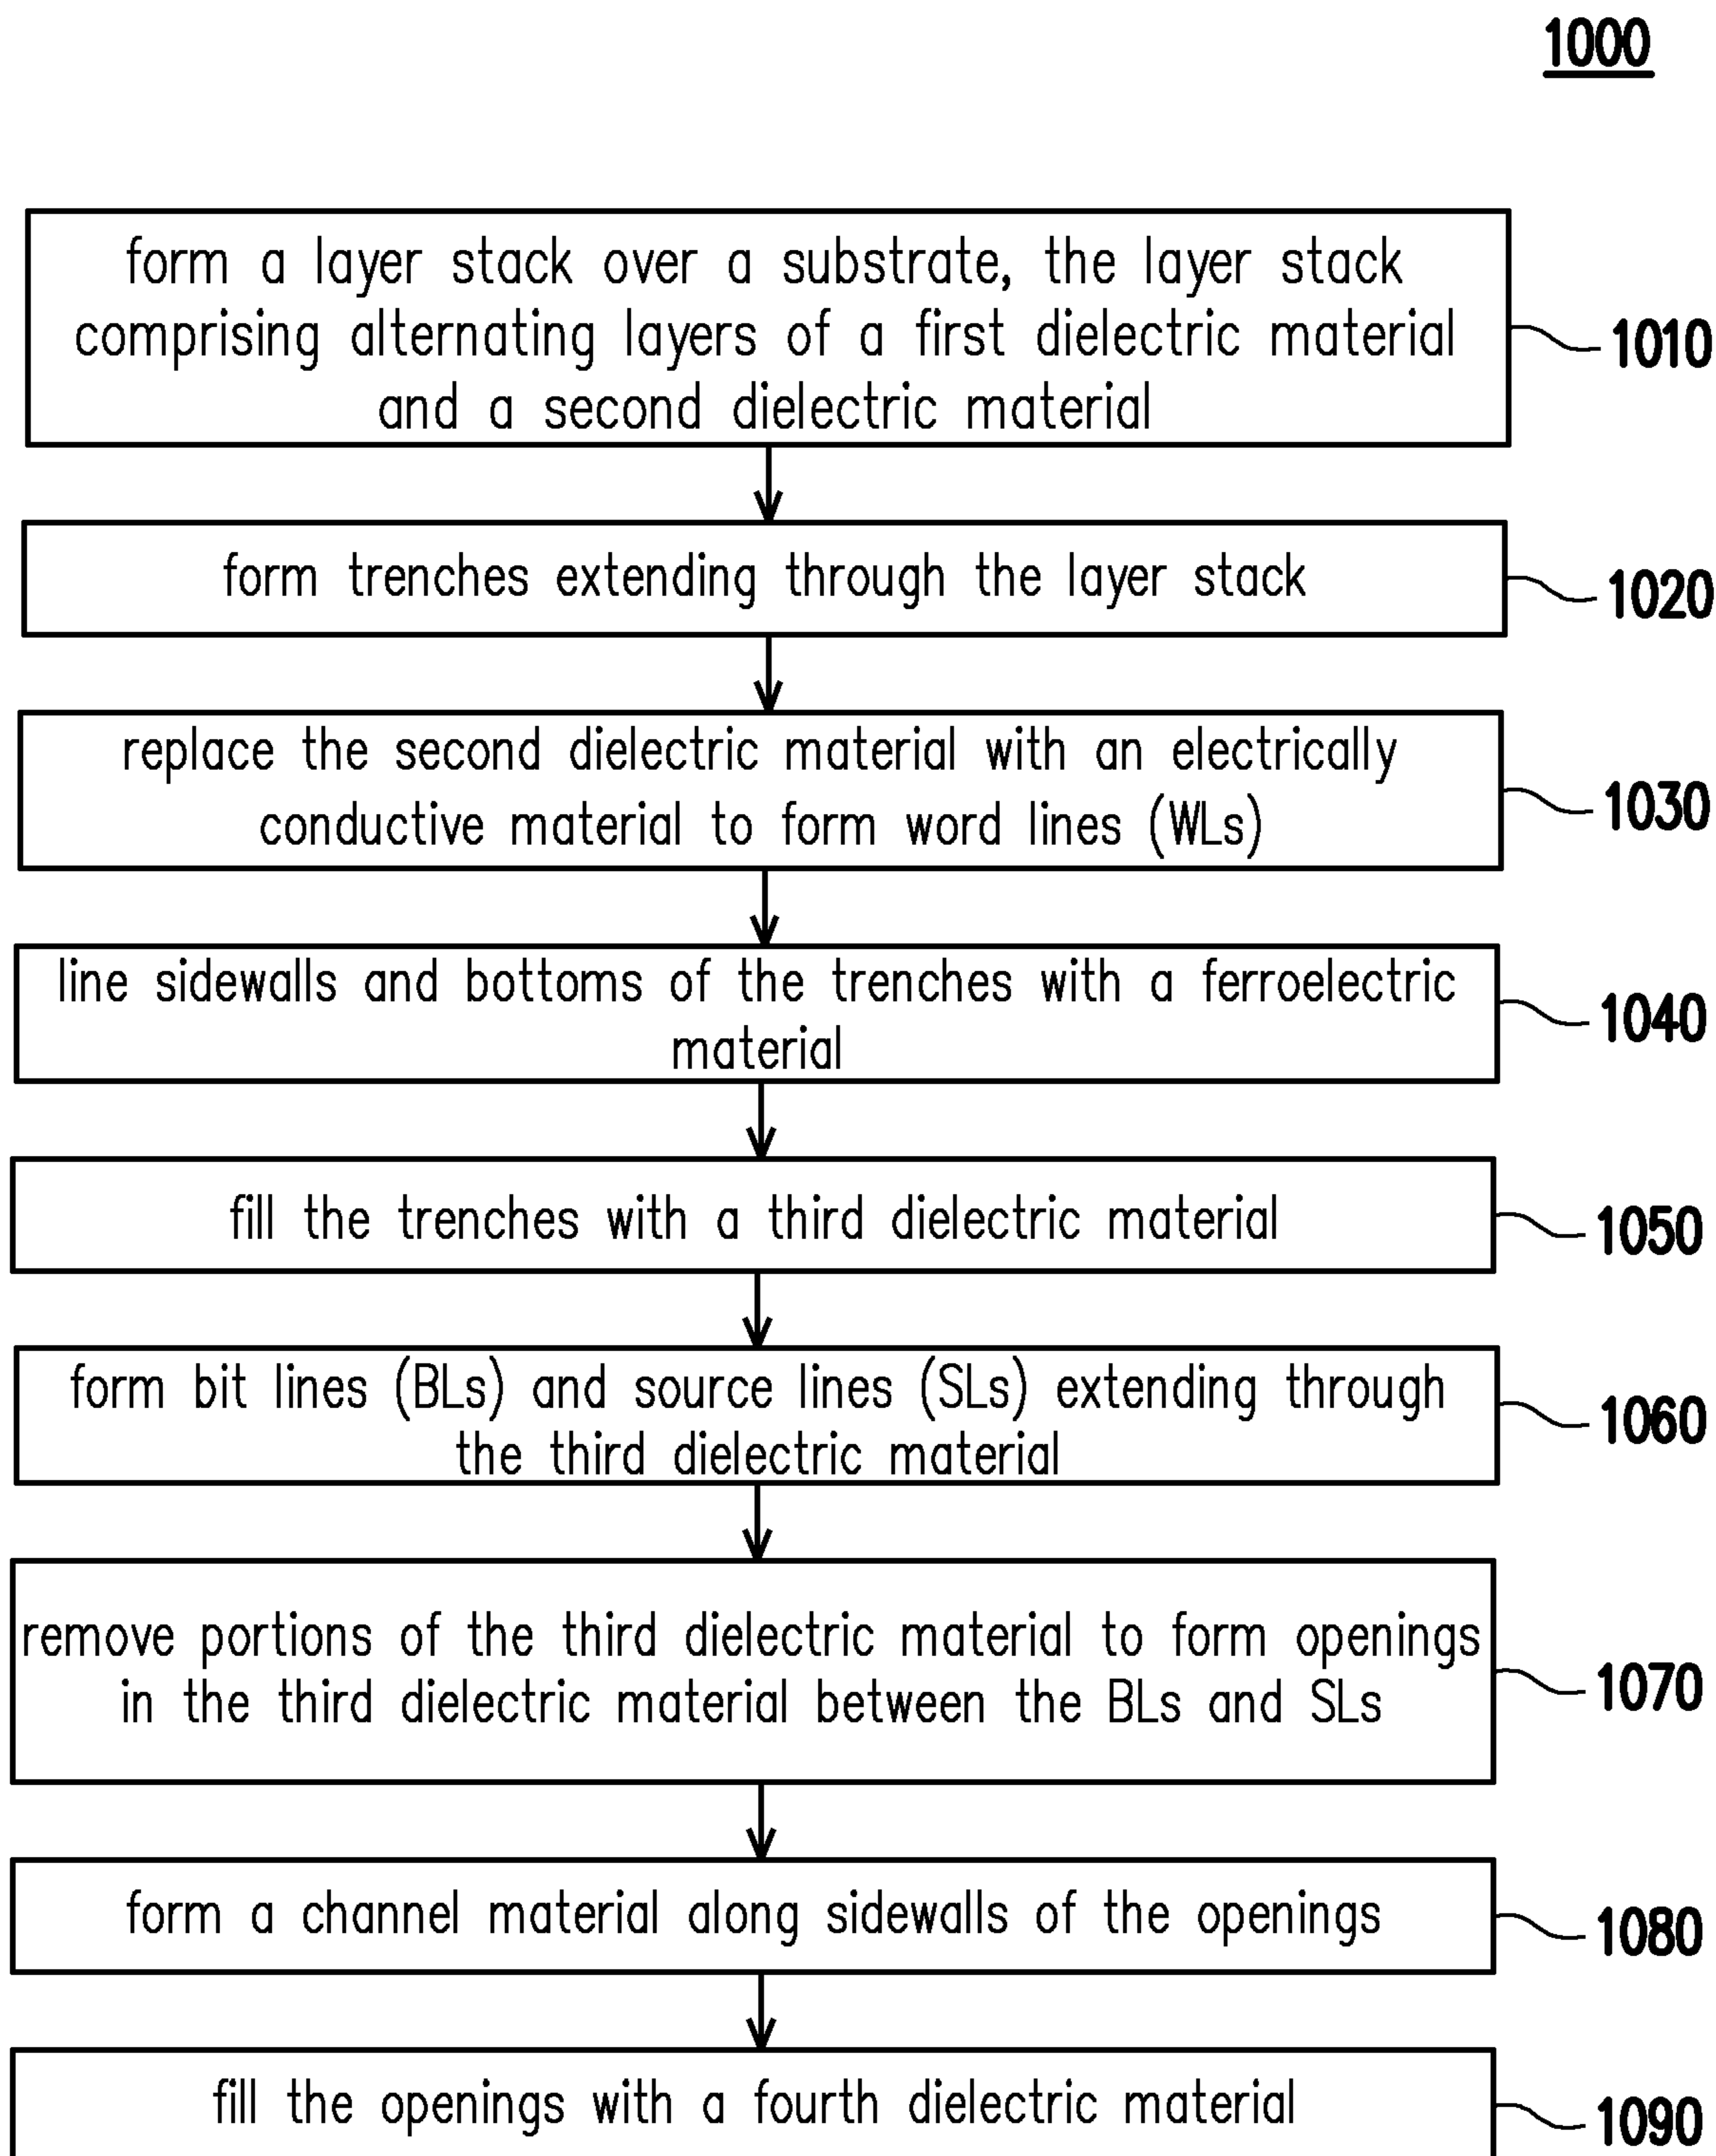 1000
form a layer stack over a substrate, the layer stack
comprising alternating layers of a first dielectric material
and a second dielectric material
1010
form trenches extending through the layer stack
1020
replace the second dielectric material with an electrically
conductive material to form word lines (WLs)
1030
line sidewalls and bottoms of the trenches with a ferroelectric
material
1040
fill the trenches with a third dielectric material
1050
form bit lines (BLs) and source lines (SLs) extending through
the third dielectric material
1060
remove portions of the third dielectric material to form openings
in the third dielectric material between the BLs and SLs
1070
form a channel material along sidewalls of the openings
1080
fill the openings with a fourth dielectric material
1090